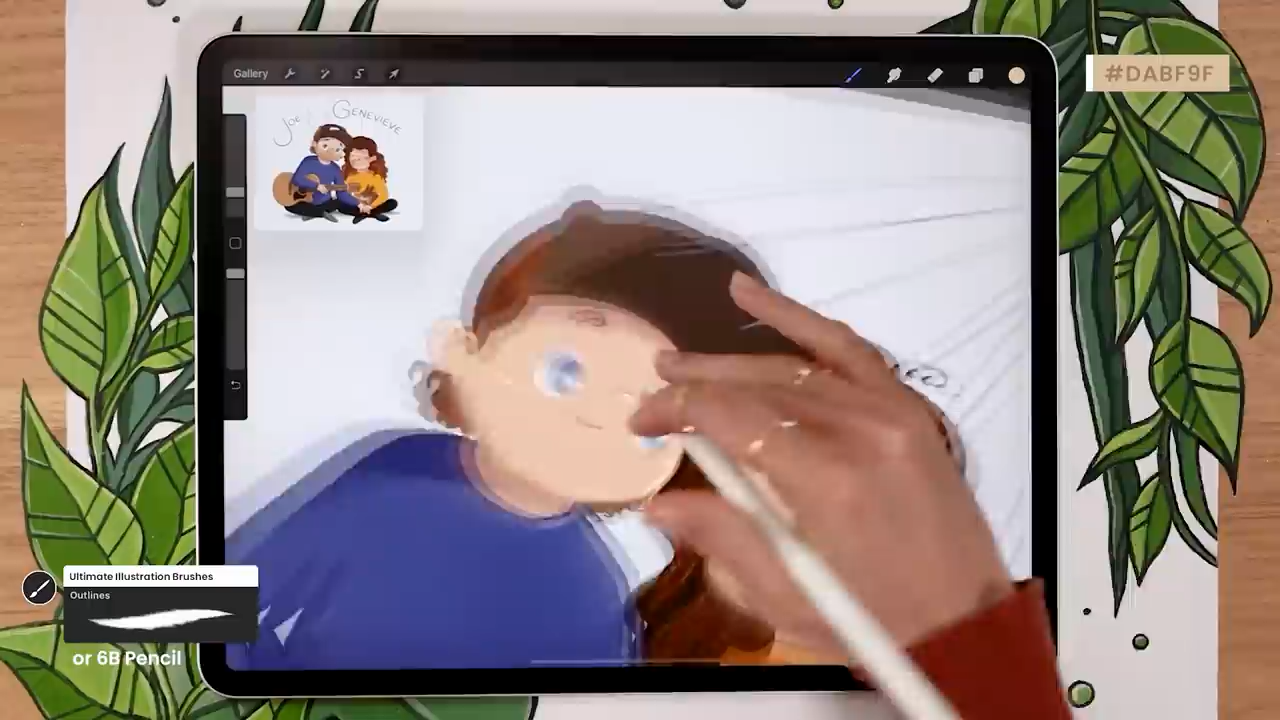 Gallery
#DABF9F
JOE & GENEVIEVE
Ultimate Illustration Brushes
Outlines
or 6B Pencil